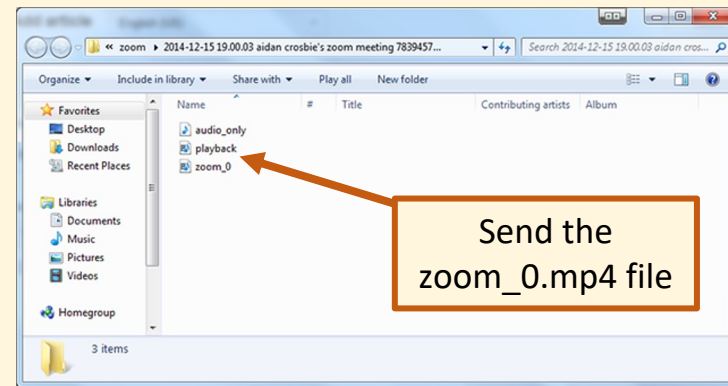 « zoom ▸ 2014-12-15 19.00.03 aidan crosbie's zoom meeting 7839457...
Search 2014-12-15 19.00.03 aidan cros...
Organize ▾ Include in library ▾ Share with ▾ Play all New folder
Favorites
Desktop
Downloads
Recent Places
Libraries
Documents
Music
Pictures
Videos
Homegroup
Name # Title Contributing artists Album
audio_only
playback
zoom_0
Send the
zoom_0.mp4 file
3 items